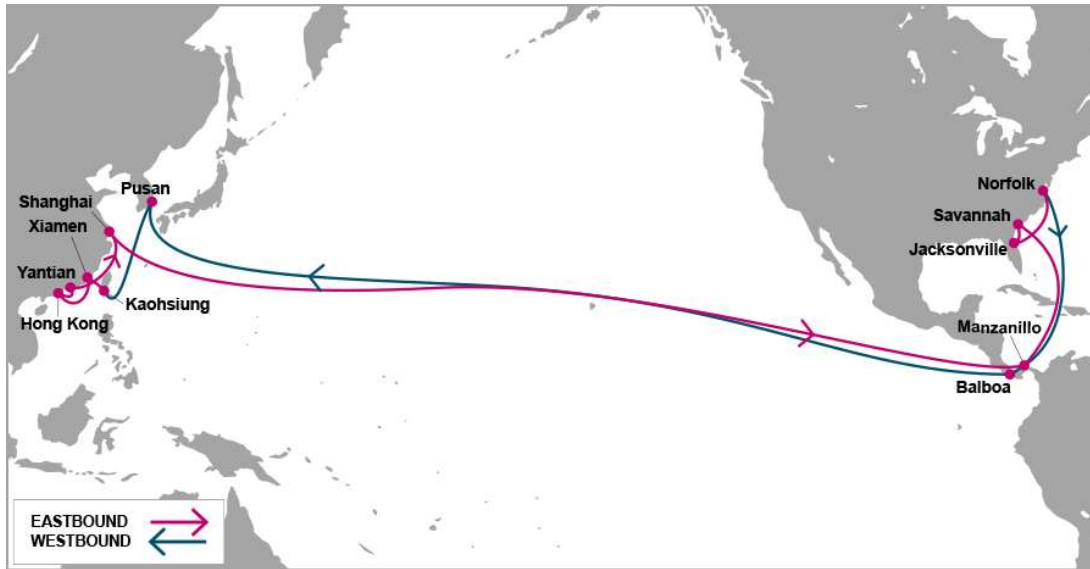 Pusan
Shanghai
Xiamen
Yantian
Kaohsiung
Hong Kong
Norfolk
Savannah
Jacksonville
Manzanillo
Balboa
EASTBOUND
WESTBOUND